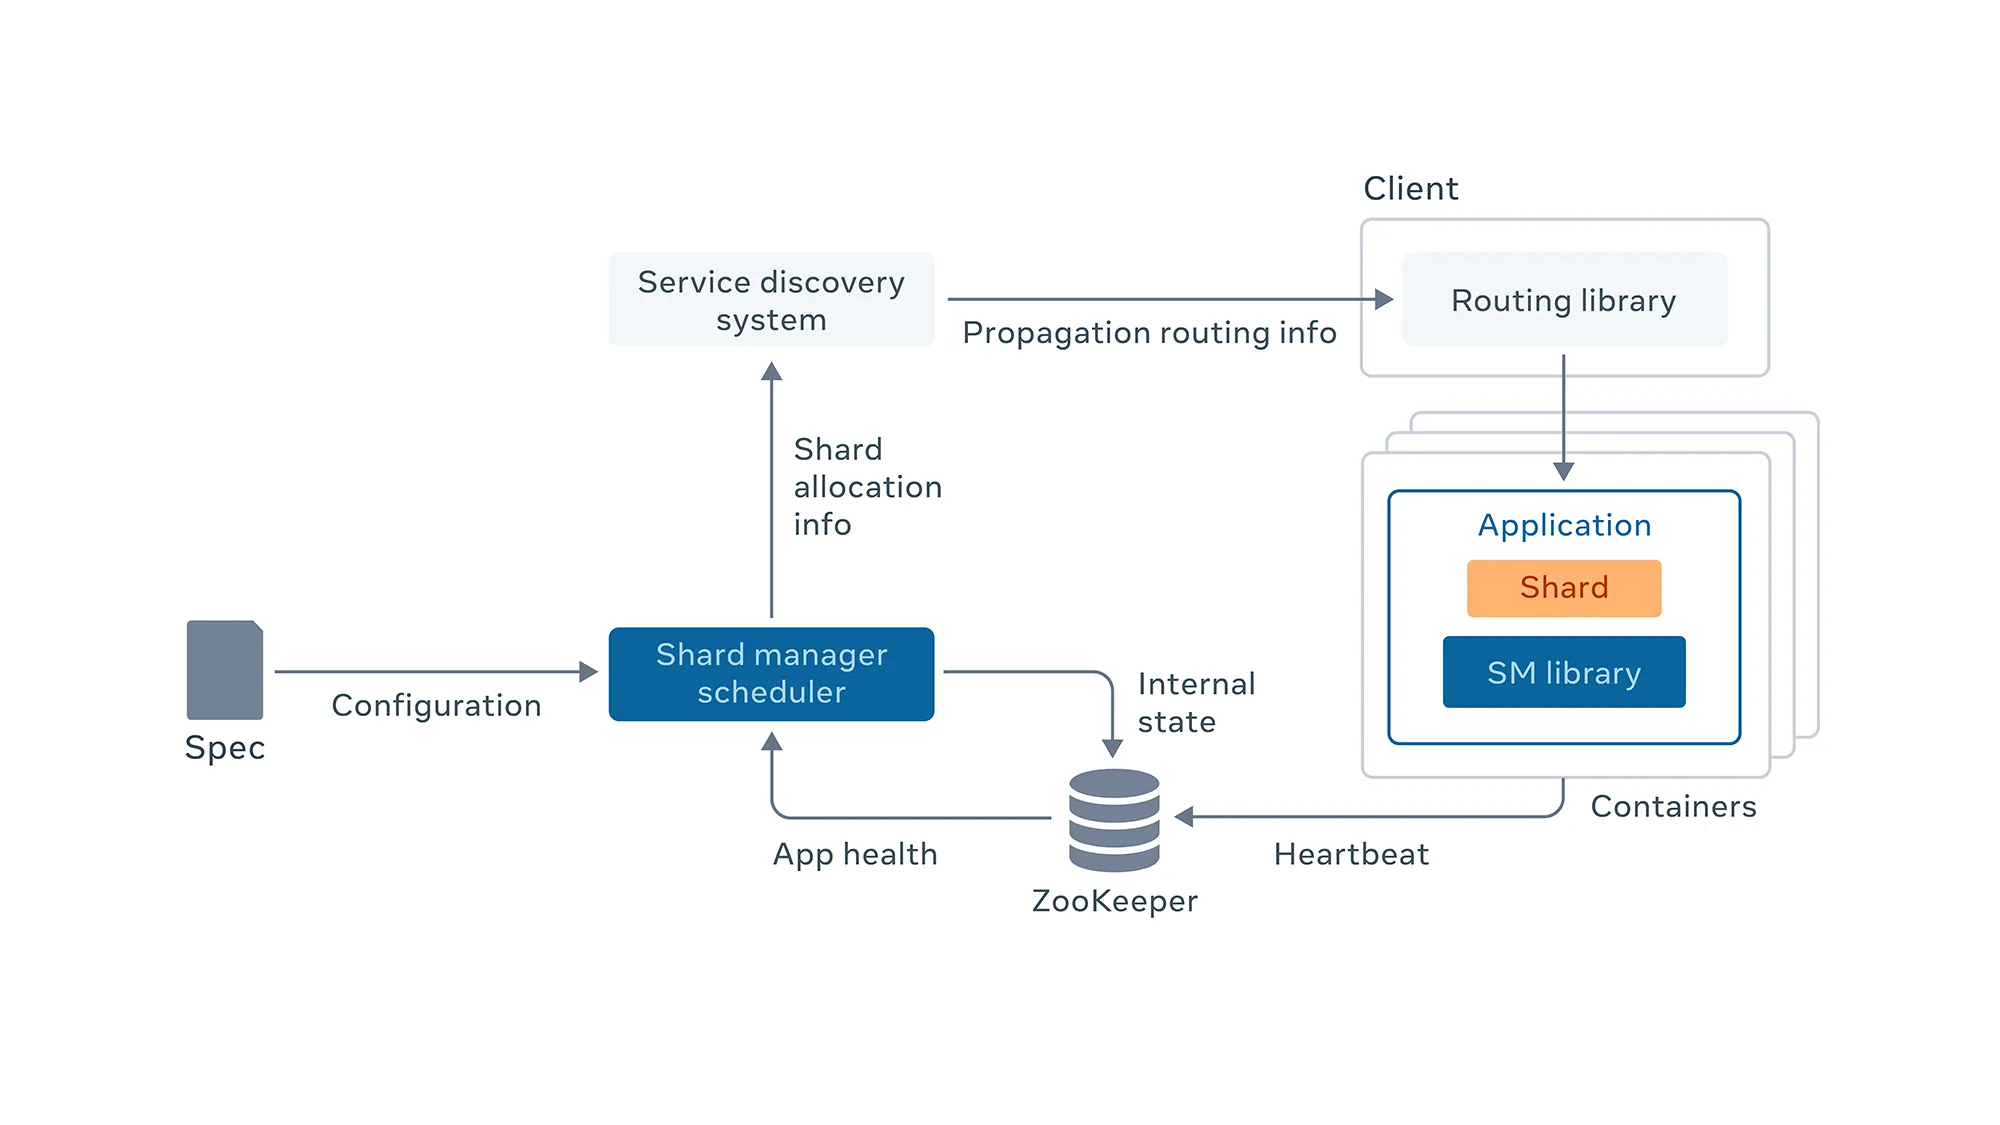 Client
Service discovery
system
Propagation routing info
Routing library
Shard
allocation
info
Application
Shard
SM library
Containers
Spec
Configuration
Shard manager
scheduler
Internal
state
App health
ZooKeeper
Heartbeat